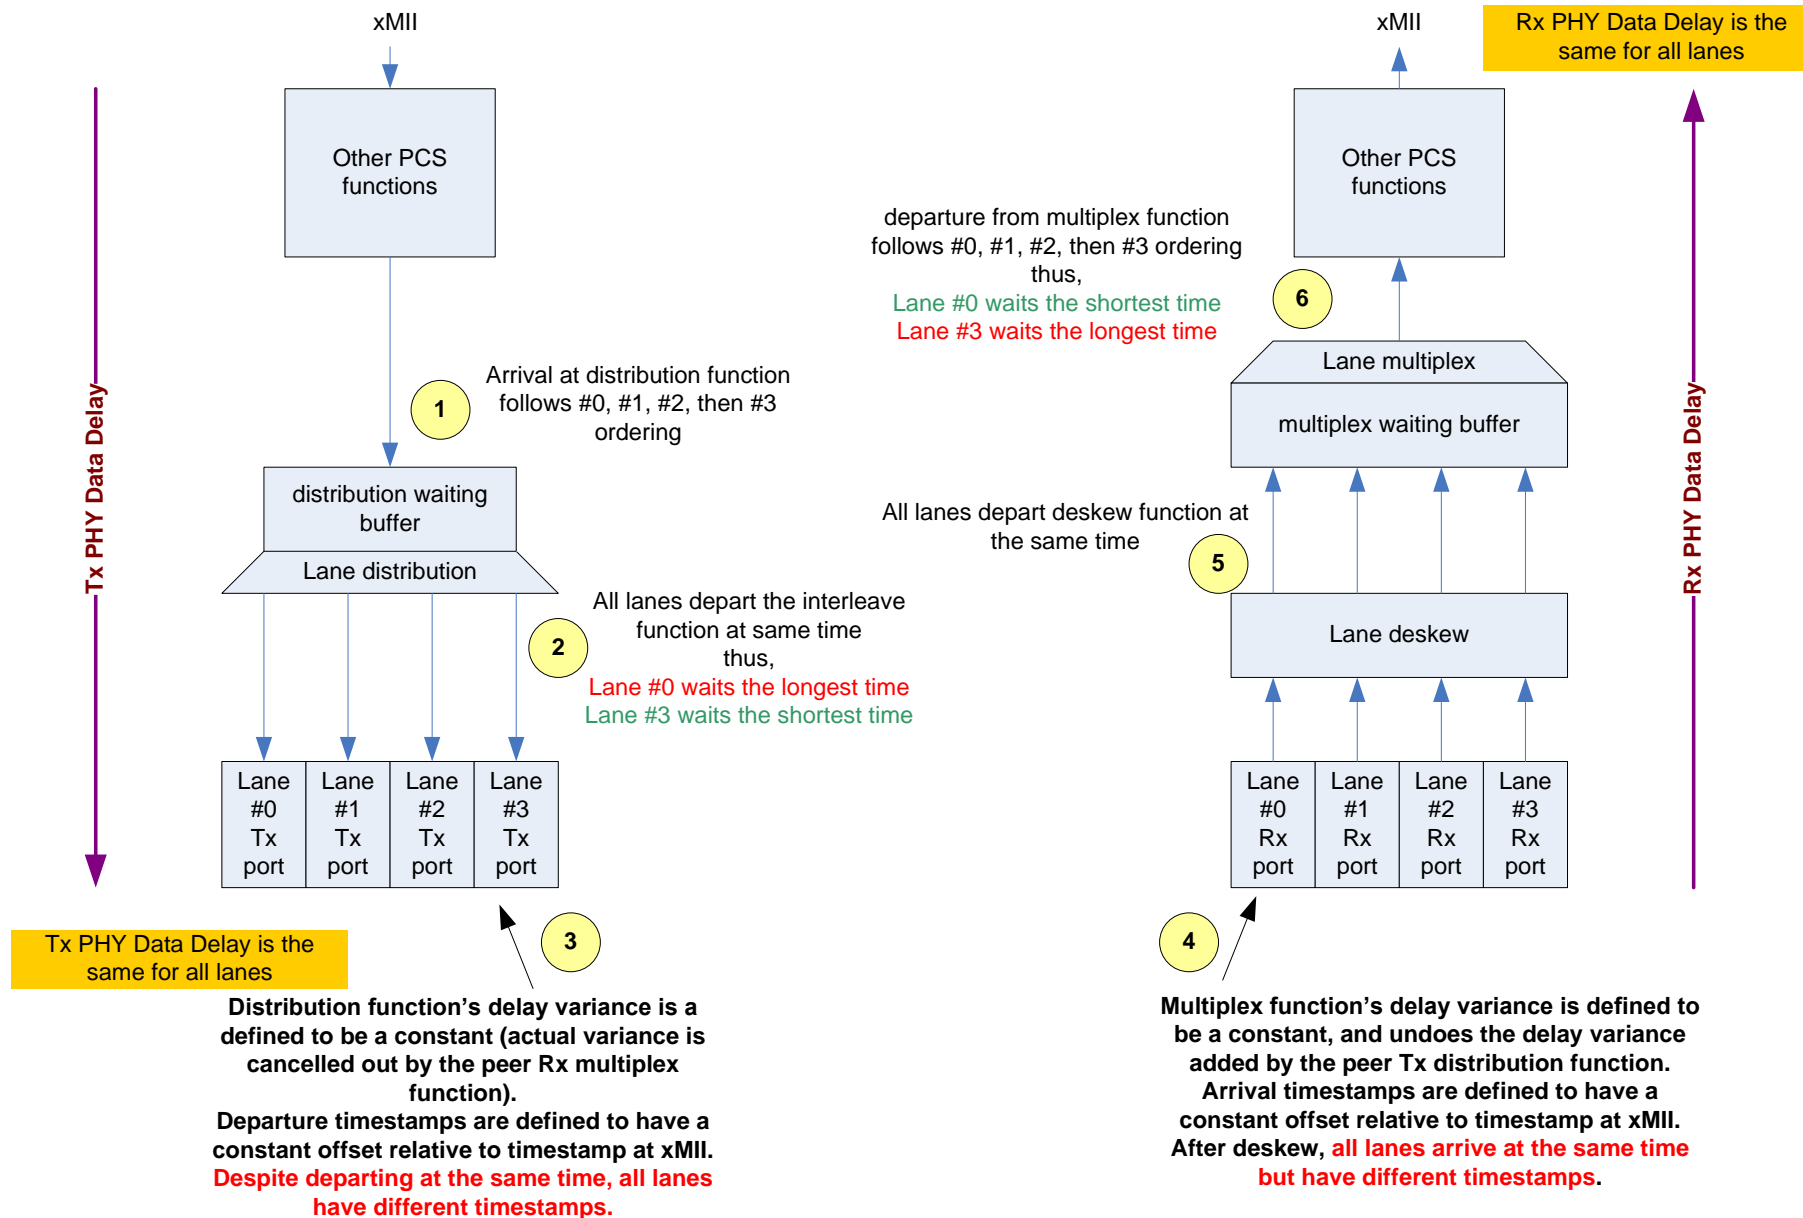 xMII
Other PCS
functions
1
Arrival at distribution function
follows #0, #1, #2, then #3
ordering
distribution waiting
buffer
Lane distribution
2
All lanes depart the interleave
function at same time
thus,
Lane #0 waits the longest time
Lane #3 waits the shortest time
Lane
#0
Tx
port
Lane
#1
Tx
port
Lane
#2
Tx
port
Lane
#3
Tx
port
Tx PHY Data Delay
3
Tx PHY Data Delay is the
same for all lanes
Distribution function’s delay variance is a
defined to be a constant (actual variance is
cancelled out by the peer Rx multiplex
function).
Departure timestamps are defined to have a
constant offset relative to timestamp at xMII.
Despite departing at the same time, all lanes
have different timestamps.
xMII
Rx PHY Data Delay is the
same for all lanes
Other PCS
functions
departure from multiplex function
follows #0, #1, #2, then #3 ordering
thus,
Lane #0 waits the shortest time
Lane #3 waits the longest time
6
Lane multiplex
multiplex waiting buffer
All lanes depart deskew function at
the same time
5
Lane deskew
Lane
#0
Rx
port
Lane
#1
Rx
port
Lane
#2
Rx
port
Lane
#3
Rx
port
Rx PHY Data Delay
4
Multiplex function’s delay variance is defined to
be a constant, and undoes the delay variance
added by the peer Tx distribution function.
Arrival timestamps are defined to have a
constant offset relative to timestamp at xMII.
After deskew, all lanes arrive at the same time
but have different timestamps.